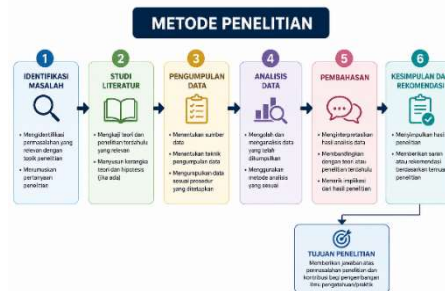 METODE PENELITIAN
1
IDENTIFIKASI
MASALAH
• Mengidentifikasi
permasalahan yang
relevan dengan
topik penelitian
• Merumuskan
pertanyaan
penelitian
2
STUDI
LITERATUR
• Mengkaji teori dan
penelitian terdahulu
yang relevan
• Menyusun kerangka
teori dan hipotesis
(jika ada)
3
PENGUMPULAN
DATA
• Menentukan sumber
data
• Menentukan teknik
pengumpulan data
• Mengumpulkan data
sesuai prosedur
yang ditetapkan
4
ANALISIS
DATA
• Mengolah dan
menganalisis data
yang telah
dikumpulkan
• Menggunakan
metode analisis
yang sesuai
5
PEMBAHASAN
• Menginterpretasikan
hasil analisis data
• Membandingkan
dengan teori atau
penelitian terdahulu
• Menarik implikasi
dari hasil penelitian
6
KESIMPULAN DA
REKOMENDASI
• Menyimpulkan hasil
penelitian
• Memberikan saran
atau rekomendasi
berdasarkan temua
penelitian
TUJUAN PENELITIAN
Memberikan jawaban atas
permasalahan penelitian dan
kontribusi bagi pengembangan
ilmu pengetahuan/praktik